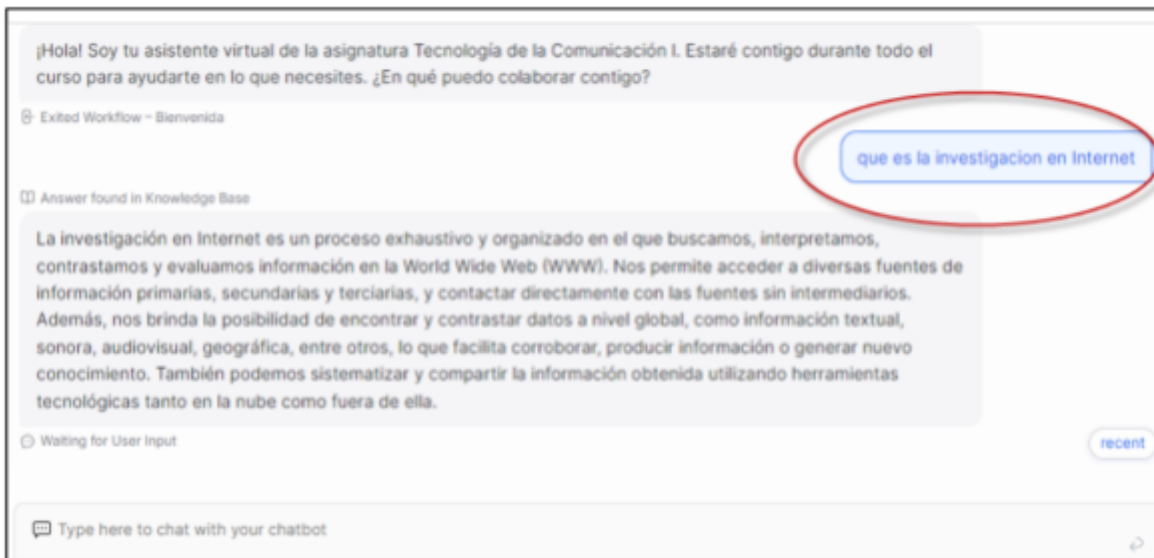 ¡Hola! Soy tu asistente virtual de la asignatura Tecnología de la Comunicación I. Estaré contigo durante todo el
curso para ayudarte en lo que necesites. ¿En qué puedo colaborar contigo?
Exited Workflow - Bienvenida
que es la investigacion en Internet
Answer found in Knowledge Base
La investigación en Internet es un proceso exhaustivo y organizado en el que buscamos, interpretamos,
contrastamos y evaluamos información en la World Wide Web (WWW). Nos permite acceder a diversas fuentes de
información primarias, secundarias y terciarias, y contactar directamente con las fuentes sin intermediarios.
Además, nos brinda la posibilidad de encontrar y contrastar datos a nivel global, como información textual,
sonora, audiovisual, geográfica, entre otros, lo que facilita corroborar, producir información o generar nuevo
conocimiento. También podemos sistematizar y compartir la información obtenida utilizando herramientas
tecnológicas tanto en la nube como fuera de ella.
Waiting for User Input
recent
Type here to chat with your chatbot